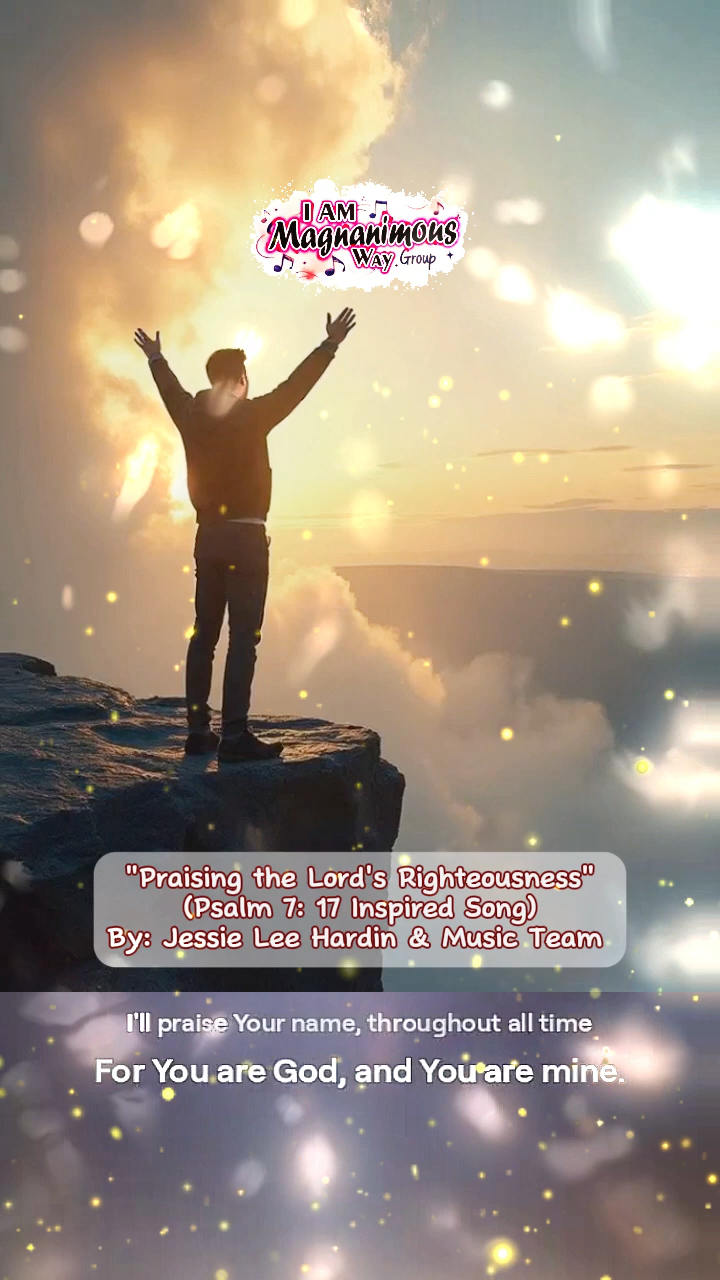 I AM
Magnanimous
Way Group
"Praising the Lord's Righteousness"
(Psalm 7: 17 Inspired Song)
By: Jessie Lee Hardin & Music Team
I'll praise Your name, throughout all time
For You are God, and You are mine.